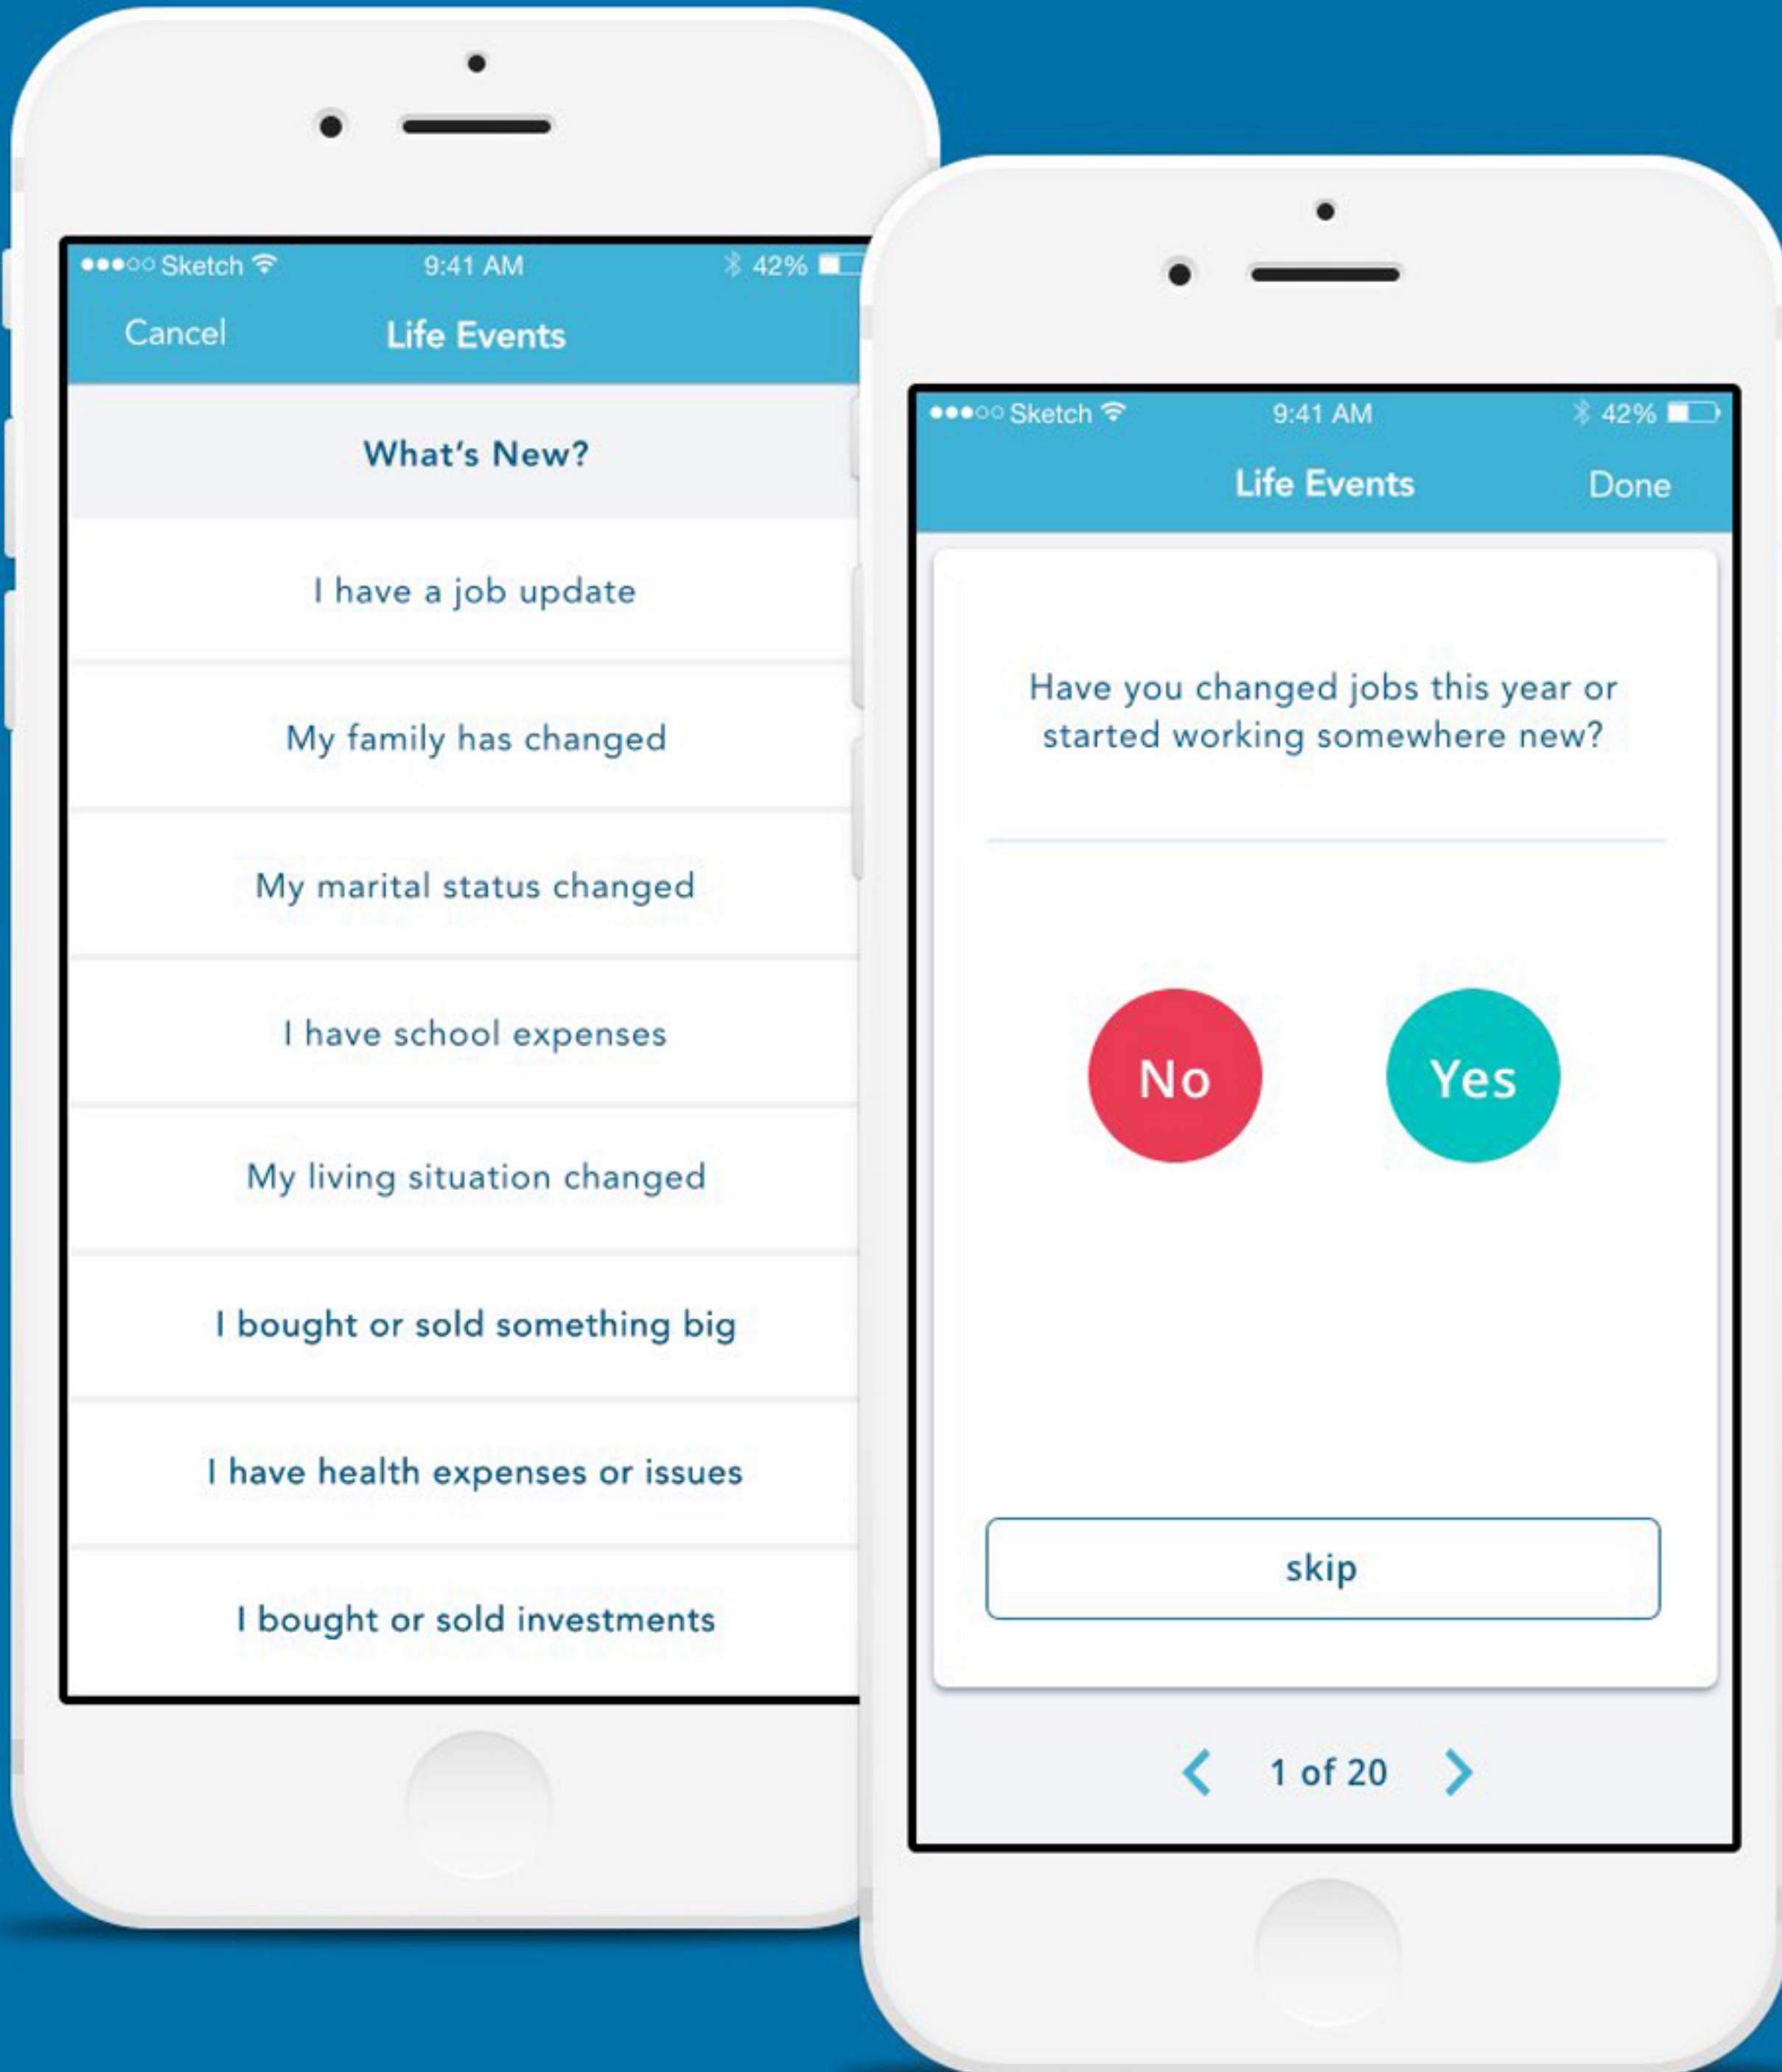 Sketch 9:41 AM 42%
Cancel Life Events
What's New?
I have a job update
My family has changed
My marital status changed
I have school expenses
My living situation changed
I bought or sold something big
I have health expenses or issues
I bought or sold investments
Sketch 9:41 AM 42%
Life Events Done
Have you changed jobs this year or
started working somewhere new?
No Yes
skip
1 of 20